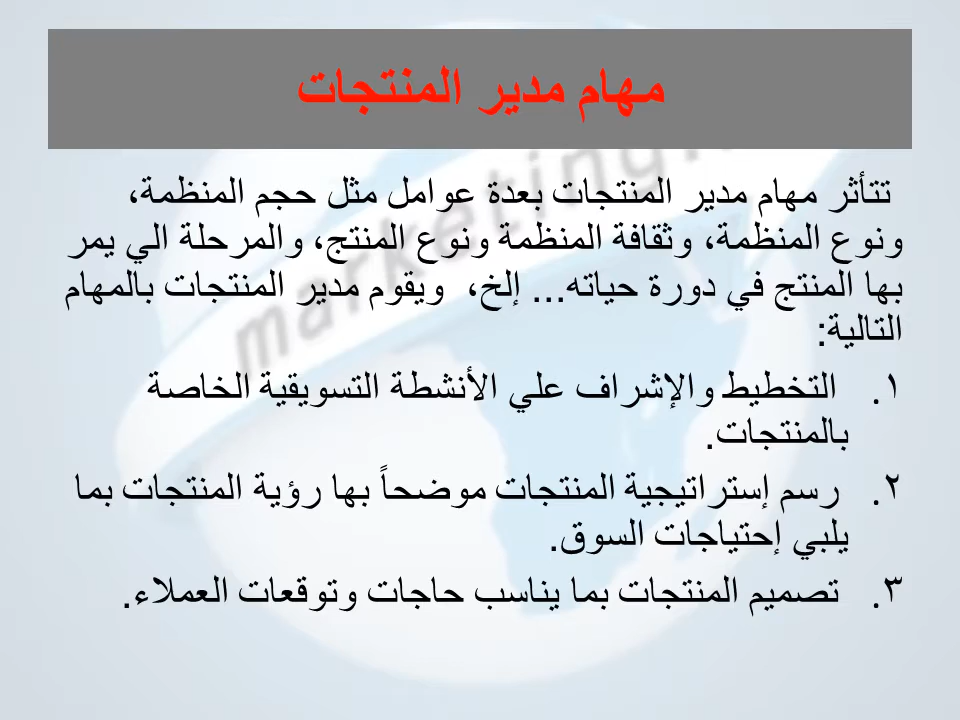 مهام مدير المنتجات
تتأثر مهام مدير المنتجات بعدة عوامل مثل حجم المنظمة،
ونوع المنظمة، وثقافة المنظمة ونوع المنتج، والمرحلة الي يمر
بها المنتج في دورة حياته... إلخ، ويقوم مدير المنتجات بالمهام
التالية:
١. التخطيط والإشراف علي الأنشطة التسويقية الخاصة
بالمنتجات.
٢. رسم إستراتيجية المنتجات موضحاً بها رؤية المنتجات بما
يلبي إحتياجات السوق.
٣. تصميم المنتجات بما يناسب حاجات وتوقعات العملاء.
marketing.